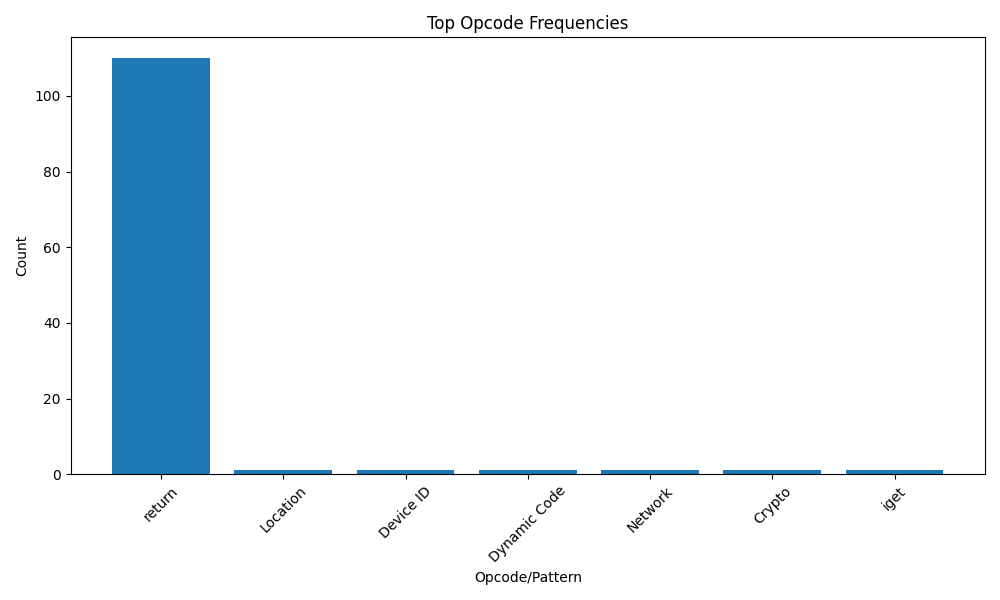 Top Opcode Frequencies
Count
100
80
60
40
20
0
return
Location
Device ID
Dynamic Code
Network
Crypto
iget
Opcode/Pattern